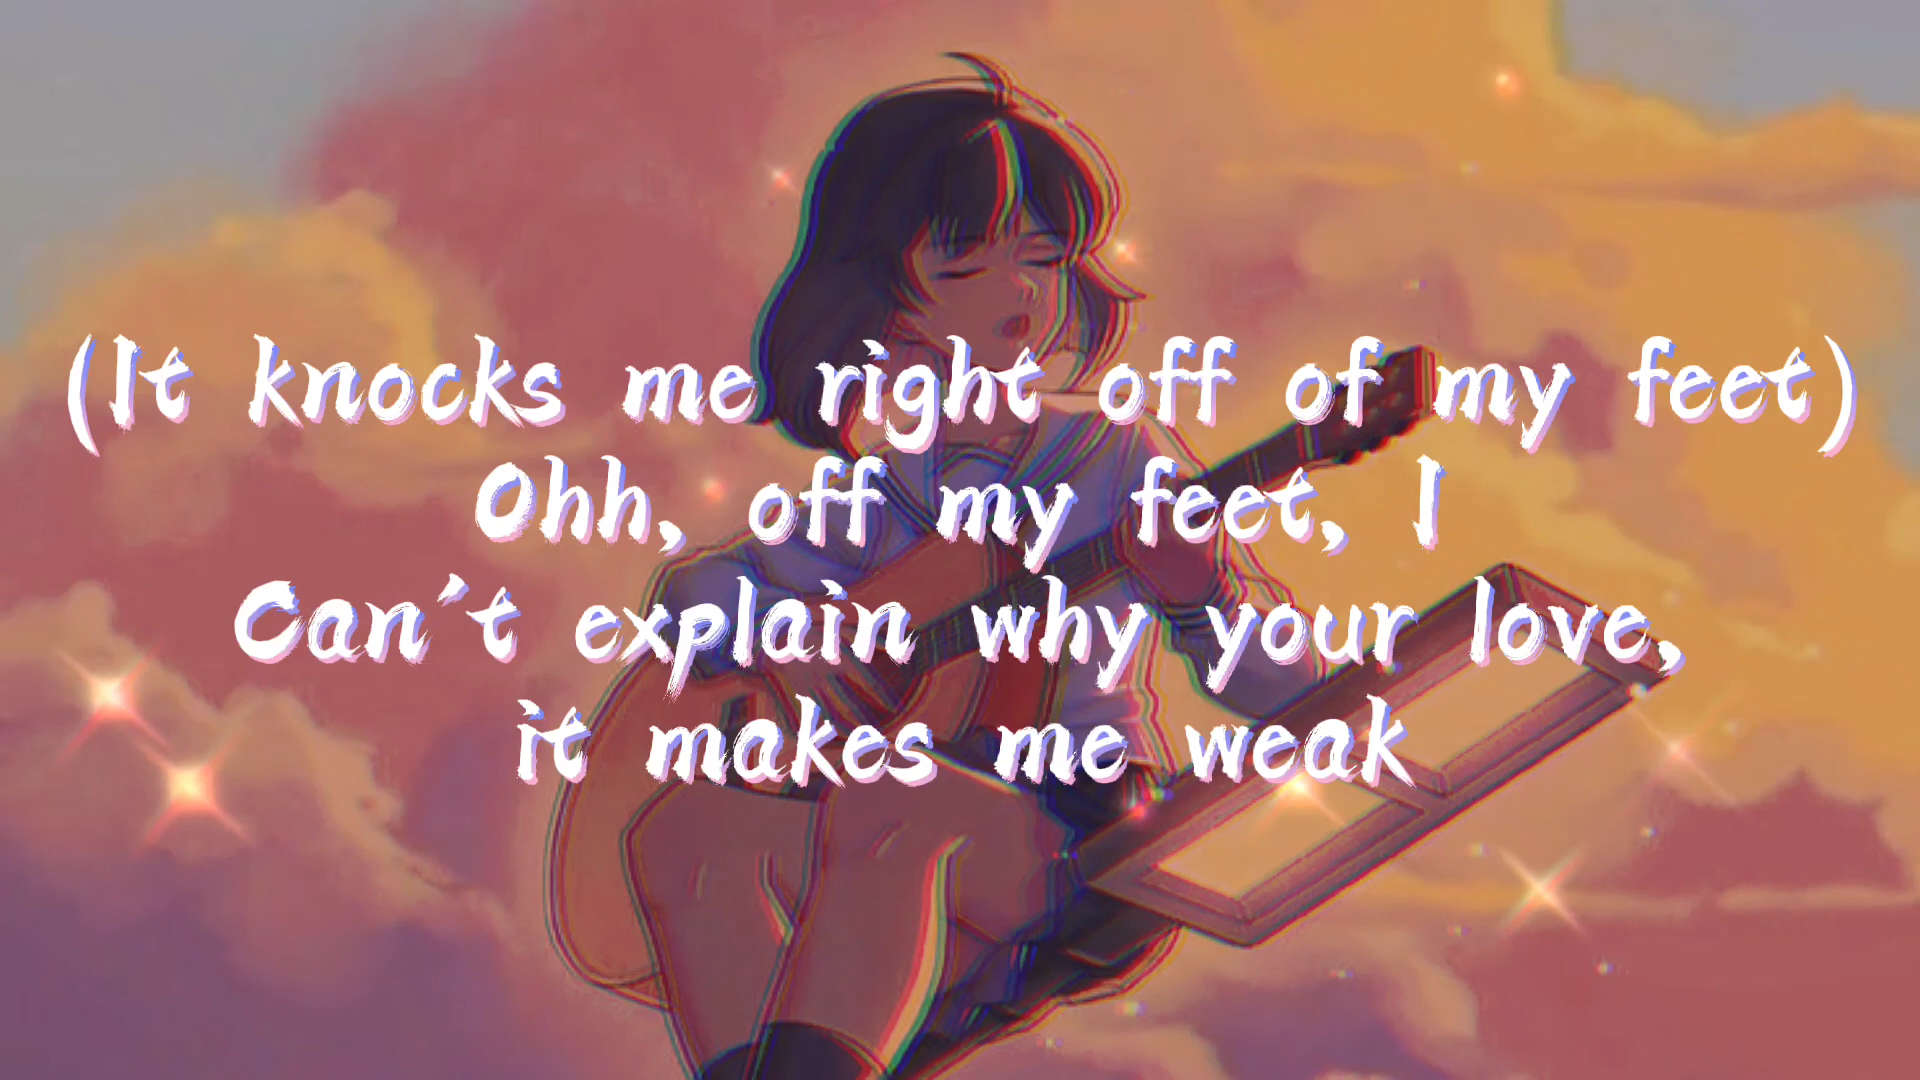 (It knocks me right off of my feet)
Ohh, off my feet, I
Can't explain why your love,
it makes me weak